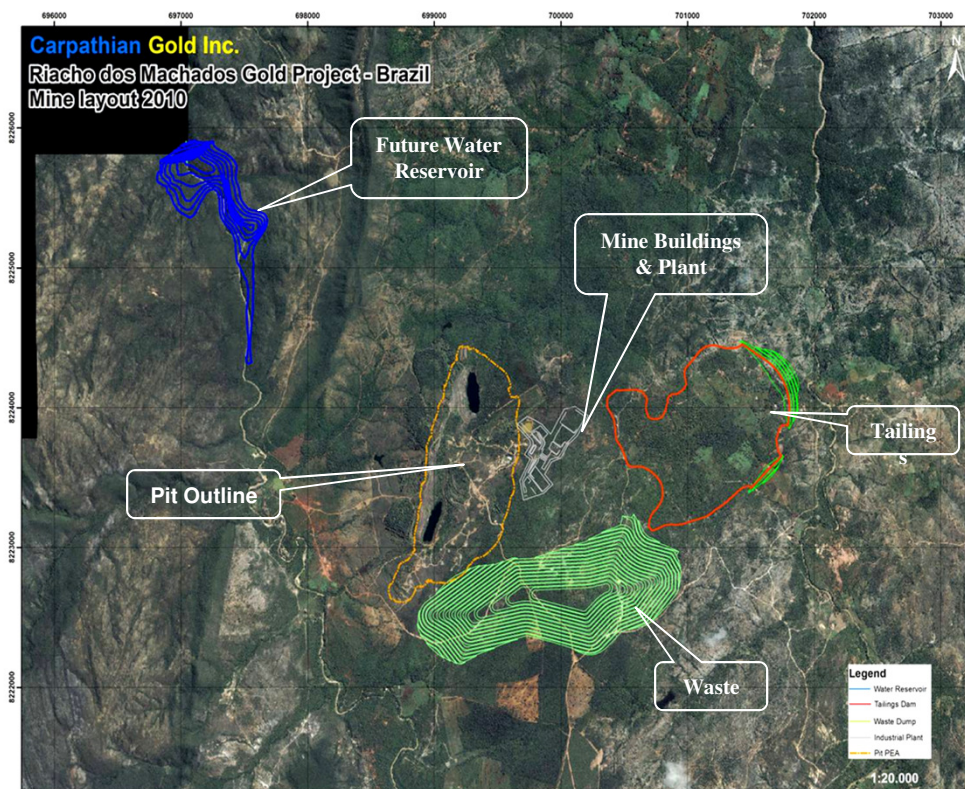 696000 697000 698000 699000 700000 701000 702000 703000
Carpathian Gold Inc.
Riacho dos Machados Gold Project - Brazil
Mine layout 2010
N
8226000
8225000
8224000
8223000
8222000
Future Water
Reservoir
Mine Buildings
& Plant
Tailing
s
Pit Outline
Waste
Legend
Water Reservoir
Tailings Dam
Waste Dump
Industrial Plant
Pit PEA
1:20.000